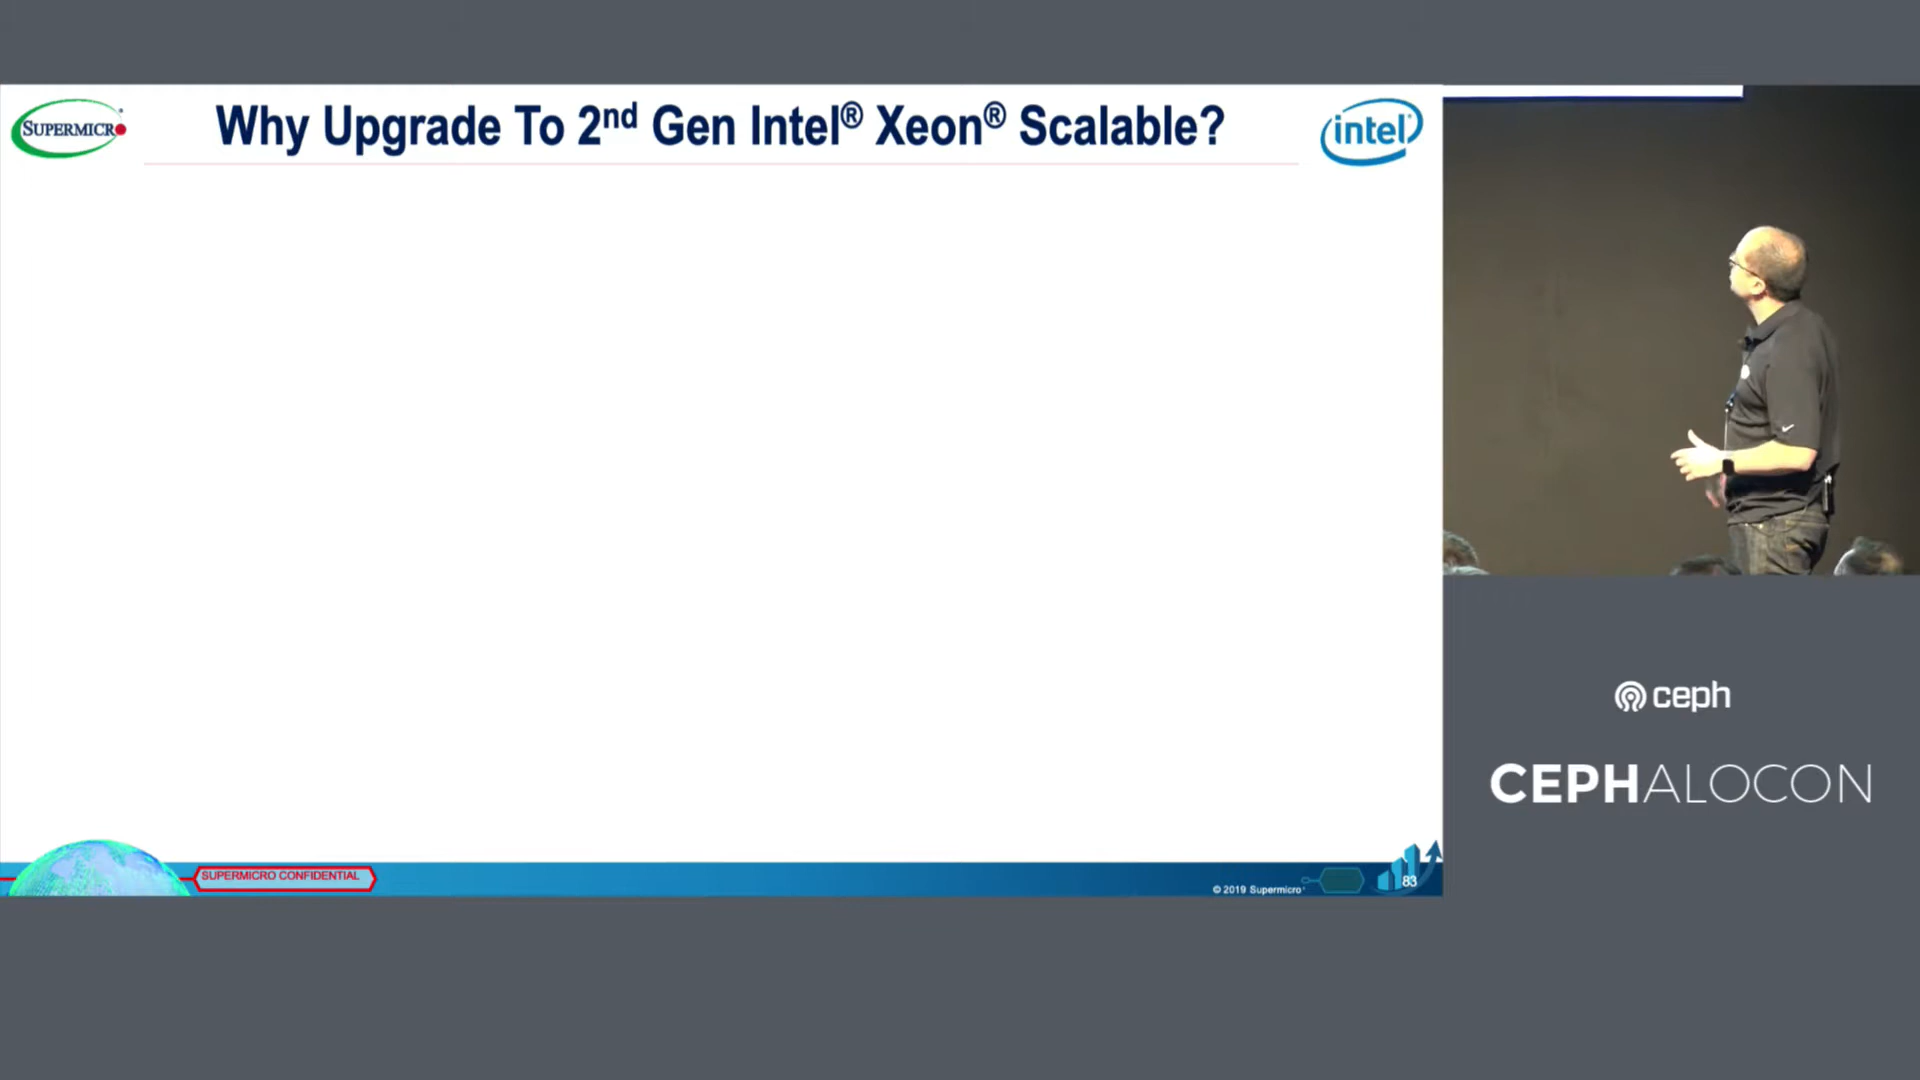 SUPERMICRO
Why Upgrade To 2nd Gen Intel® Xeon® Scalable?
intel
ceph
CEPHALOCON
SUPERMICRO CONFIDENTIAL
© 2019 Supermicro
83